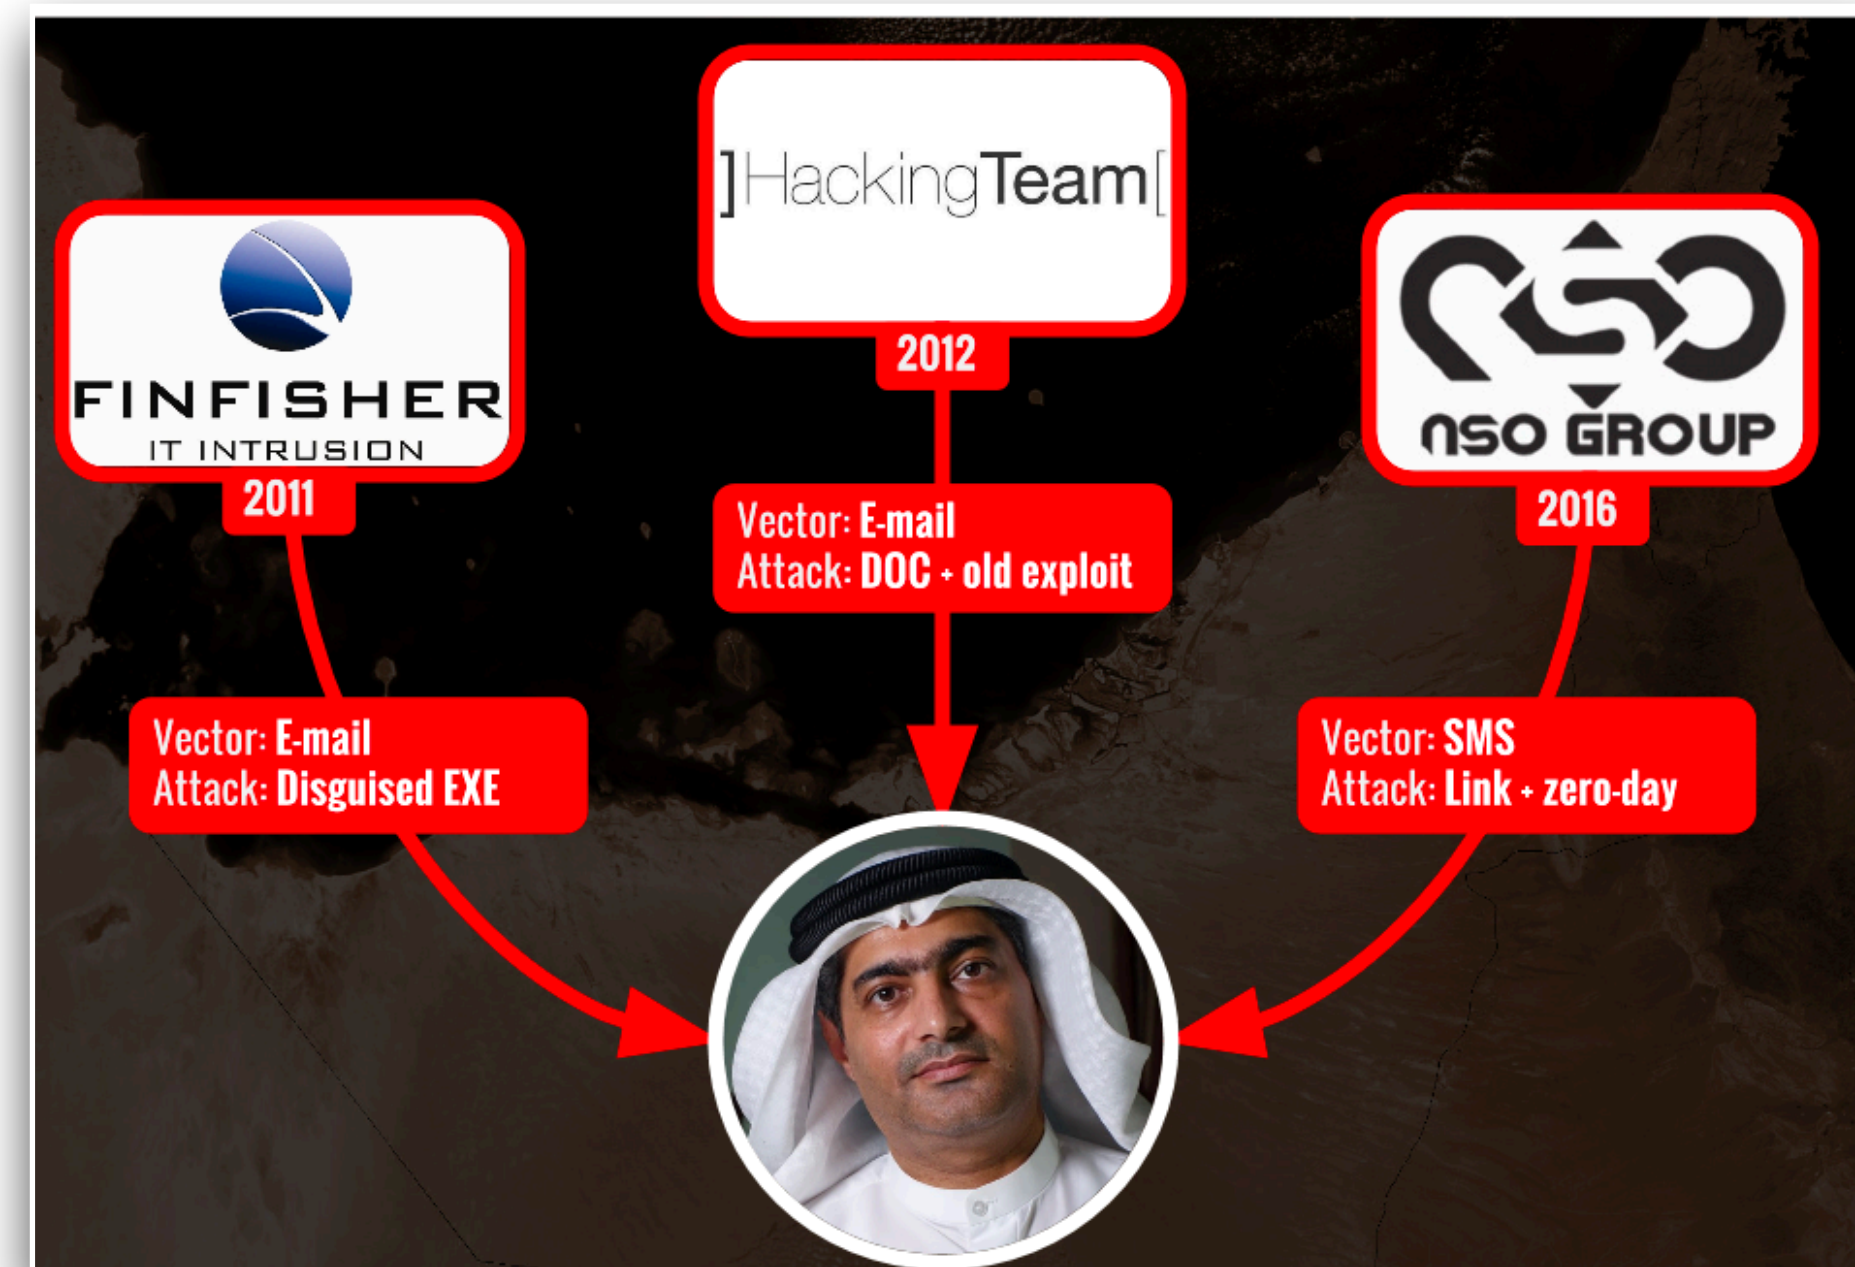 ]HackingTeam[
2012
FINFISHER
IT INTRUSION
2011
nso
NSO GROUP
2016
Vector: E-mail
Attack: DOC + old exploit
Vector: E-mail
Attack: Disguised EXE
Vector: SMS
Attack: Link + zero-day